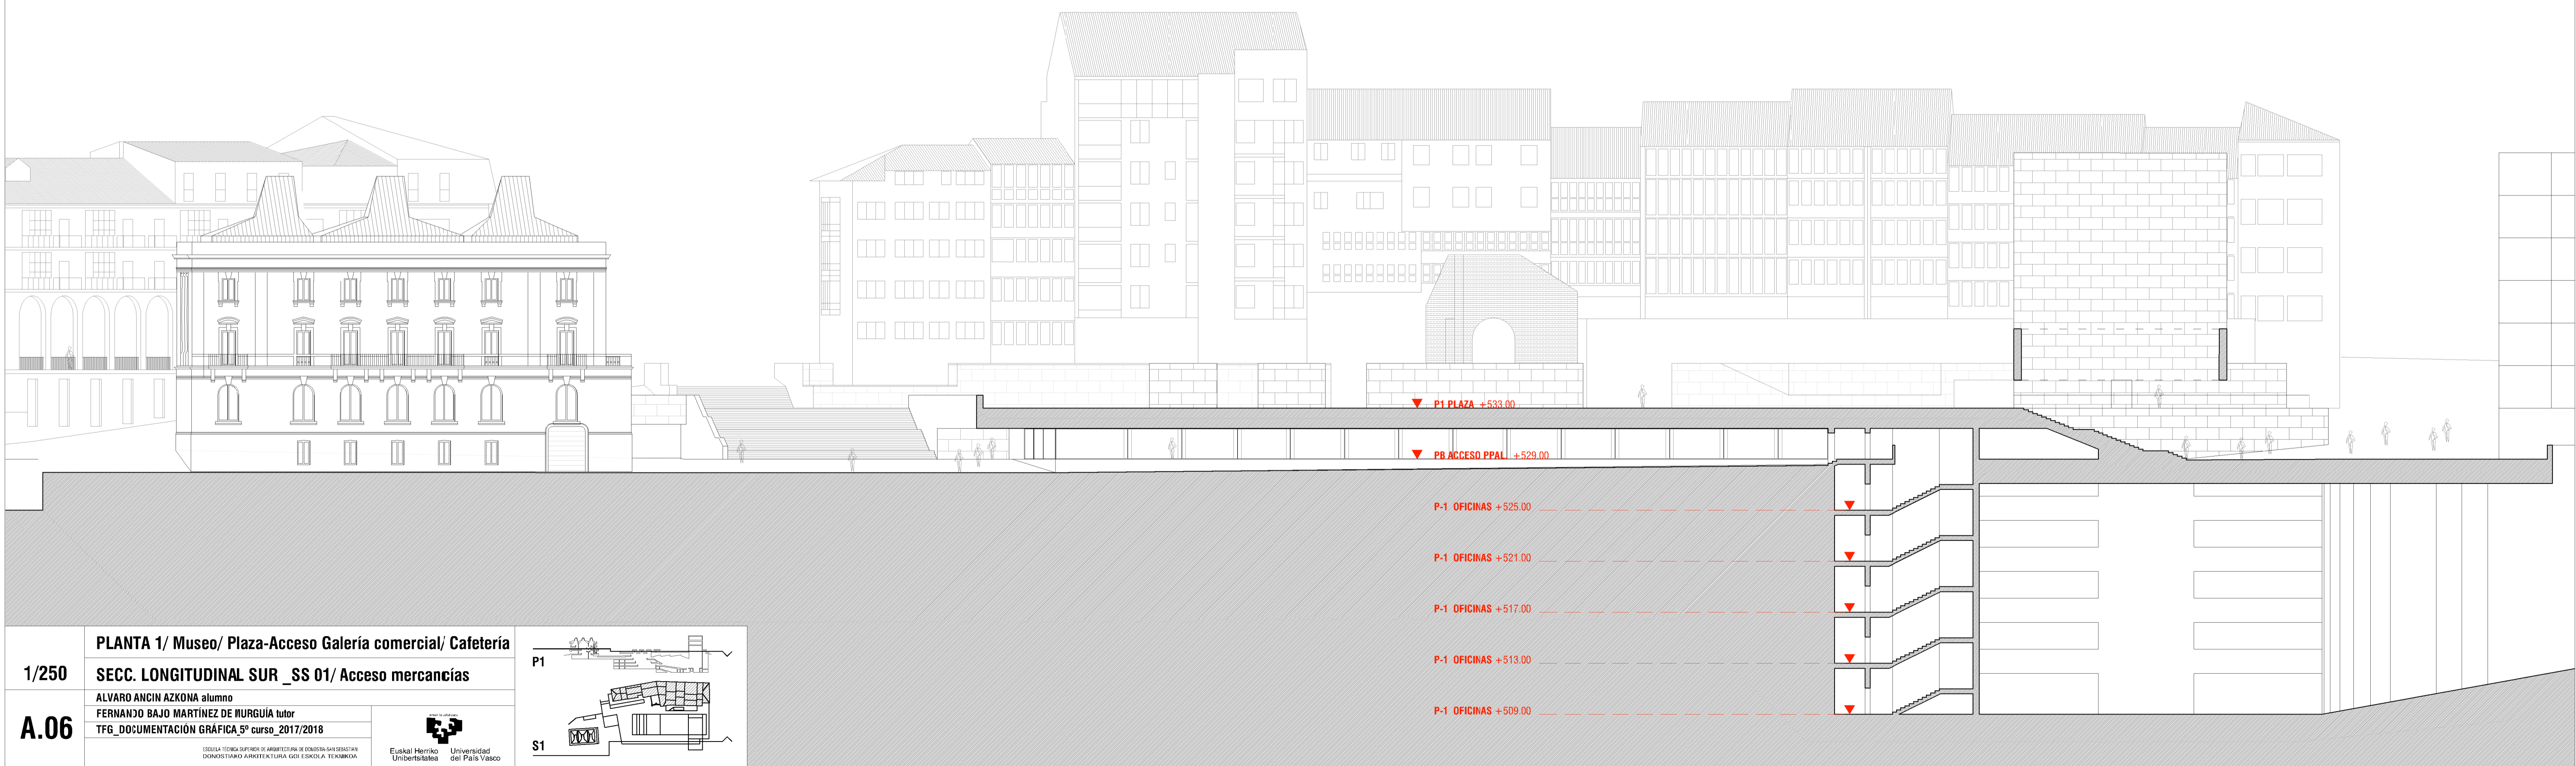 P1 PLAZA +533.00
PB ACCESO PPAL. +529.00
P-1 OFICINAS +525.00
P-1 OFICINAS +521.00
P-1 OFICINAS +517.00
P-1 OFICINAS +513.00
P-1 OFICINAS +509.00
1/250
PLANTA 1/ Museo/ Plaza-Acceso Galería comercial/ Cafetería
SECC. LONGITUDINAL SUR _SS 01/ Acceso mercancías
A.06
ALVARO ANCIN AZKONA alumno
FERNANDO BAJO MARTÍNEZ DE MURGUÍA tutor
TFG_DOCUMENTACIÓN GRÁFICA_5º curso_2017/2018
ESCUELA TÉCNICA SUPERIOR DE ARQUITECTURA DE DONOSTIA-SAN SEBASTIAN
DONOSTIAKO ARKITEKTURA GOI ESKOLA TEKNIKOA
Euskal Herriko Unibertsitatea
Universidad del País Vasco
P1
S1